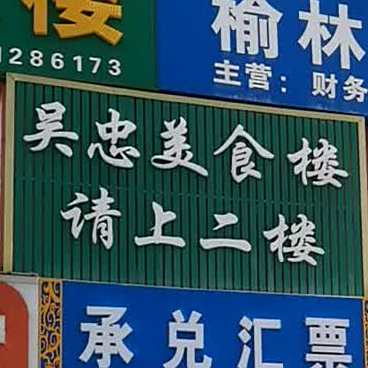 楼
1286173
榆林
主营：财务
吴忠美食楼
请上二楼
承兑汇票